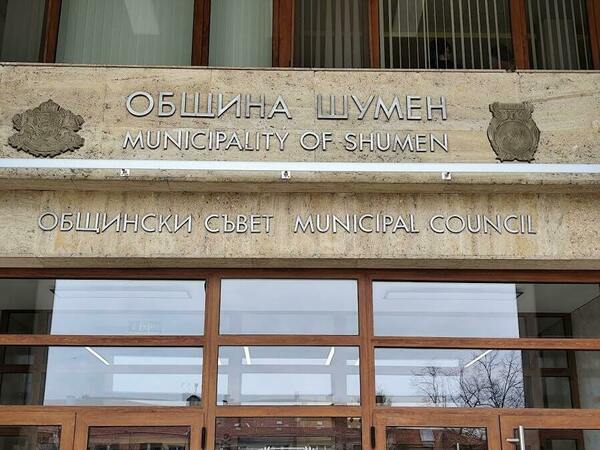 ОБЩИНА ШУМЕН
MUNICIPALITY OF SHUMEN
ОБЩИНСКИ СЪВЕТ MUNICIPAL COUNCIL